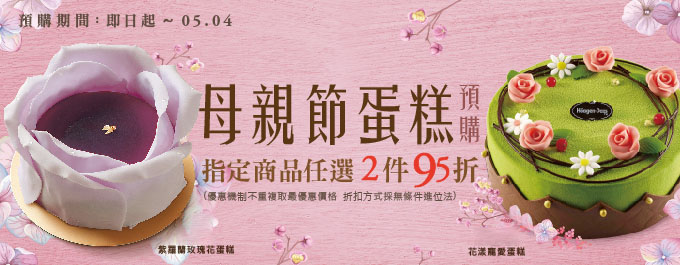 預購期間：即日起～05.04
母親節蛋糕預購
指定商品任選2件95折
(優惠機制不重複取最優惠價格 折扣方式採無條件進位法)
Häagen-Dazs
紫羅蘭玫瑰花蛋糕
花漾寵愛蛋糕